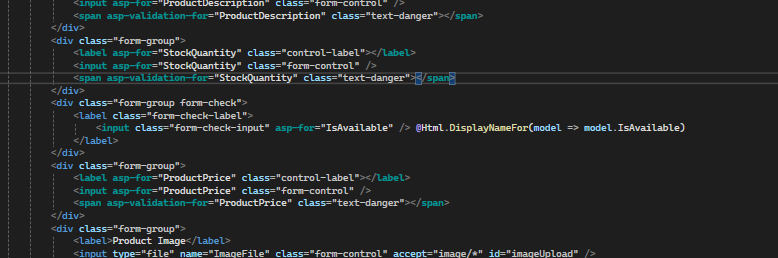 <input asp-for="ProductDescription" class="form-control" />
<span asp-validation-for="ProductDescription" class="text-danger"></span>
</div>
<div class="form-group">
<label asp-for="StockQuantity" class="control-label"></label>
<input asp-for="StockQuantity" class="form-control" />
<span asp-validation-for="StockQuantity" class="text-danger"></span>
</div>
<div class="form-group form-check">
<label class="form-check-label">
<input class="form-check-input" asp-for="IsAvailable" /> @Html.DisplayNameFor(model => model.IsAvailable)
</label>
</div>
<div class="form-group">
<label asp-for="ProductPrice" class="control-label"></label>
<input asp-for="ProductPrice" class="form-control" />
<span asp-validation-for="ProductPrice" class="text-danger"></span>
</div>
<div class="form-group">
<label>Product Image</label>
<input type="file" name="ImageFile" class="form-control" accept="image/*" id="imageUpload" />